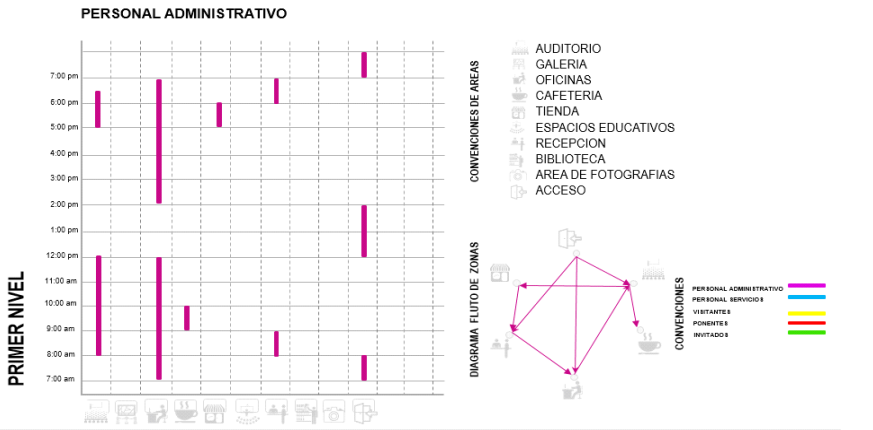 PERSONAL ADMINISTRATIVO
7:00 pm
6:00 pm
5:00 pm
4:00 pm
3:00 pm
2:00 pm
1:00 pm
12:00 pm
11:00 am
10:00 am
9:00 am
8:00 am
7:00 am
PRIMER NIVEL
CONVENCIONES DE AREAS
AUDITORIO
GALERIA
OFICINAS
CAFETERIA
TIENDA
ESPACIOS EDUCATIVOS
RECEPCION
BIBLIOTECA
AREA DE FOTOGRAFIAS
ACCESO
DIAGRAMA FLUTO DE ZONAS
CONVENCIONES
PERSONAL ADMINISTRATIVO
PERSONAL SERVICIOS
VISITANTES
PONENTES
INVITADOS